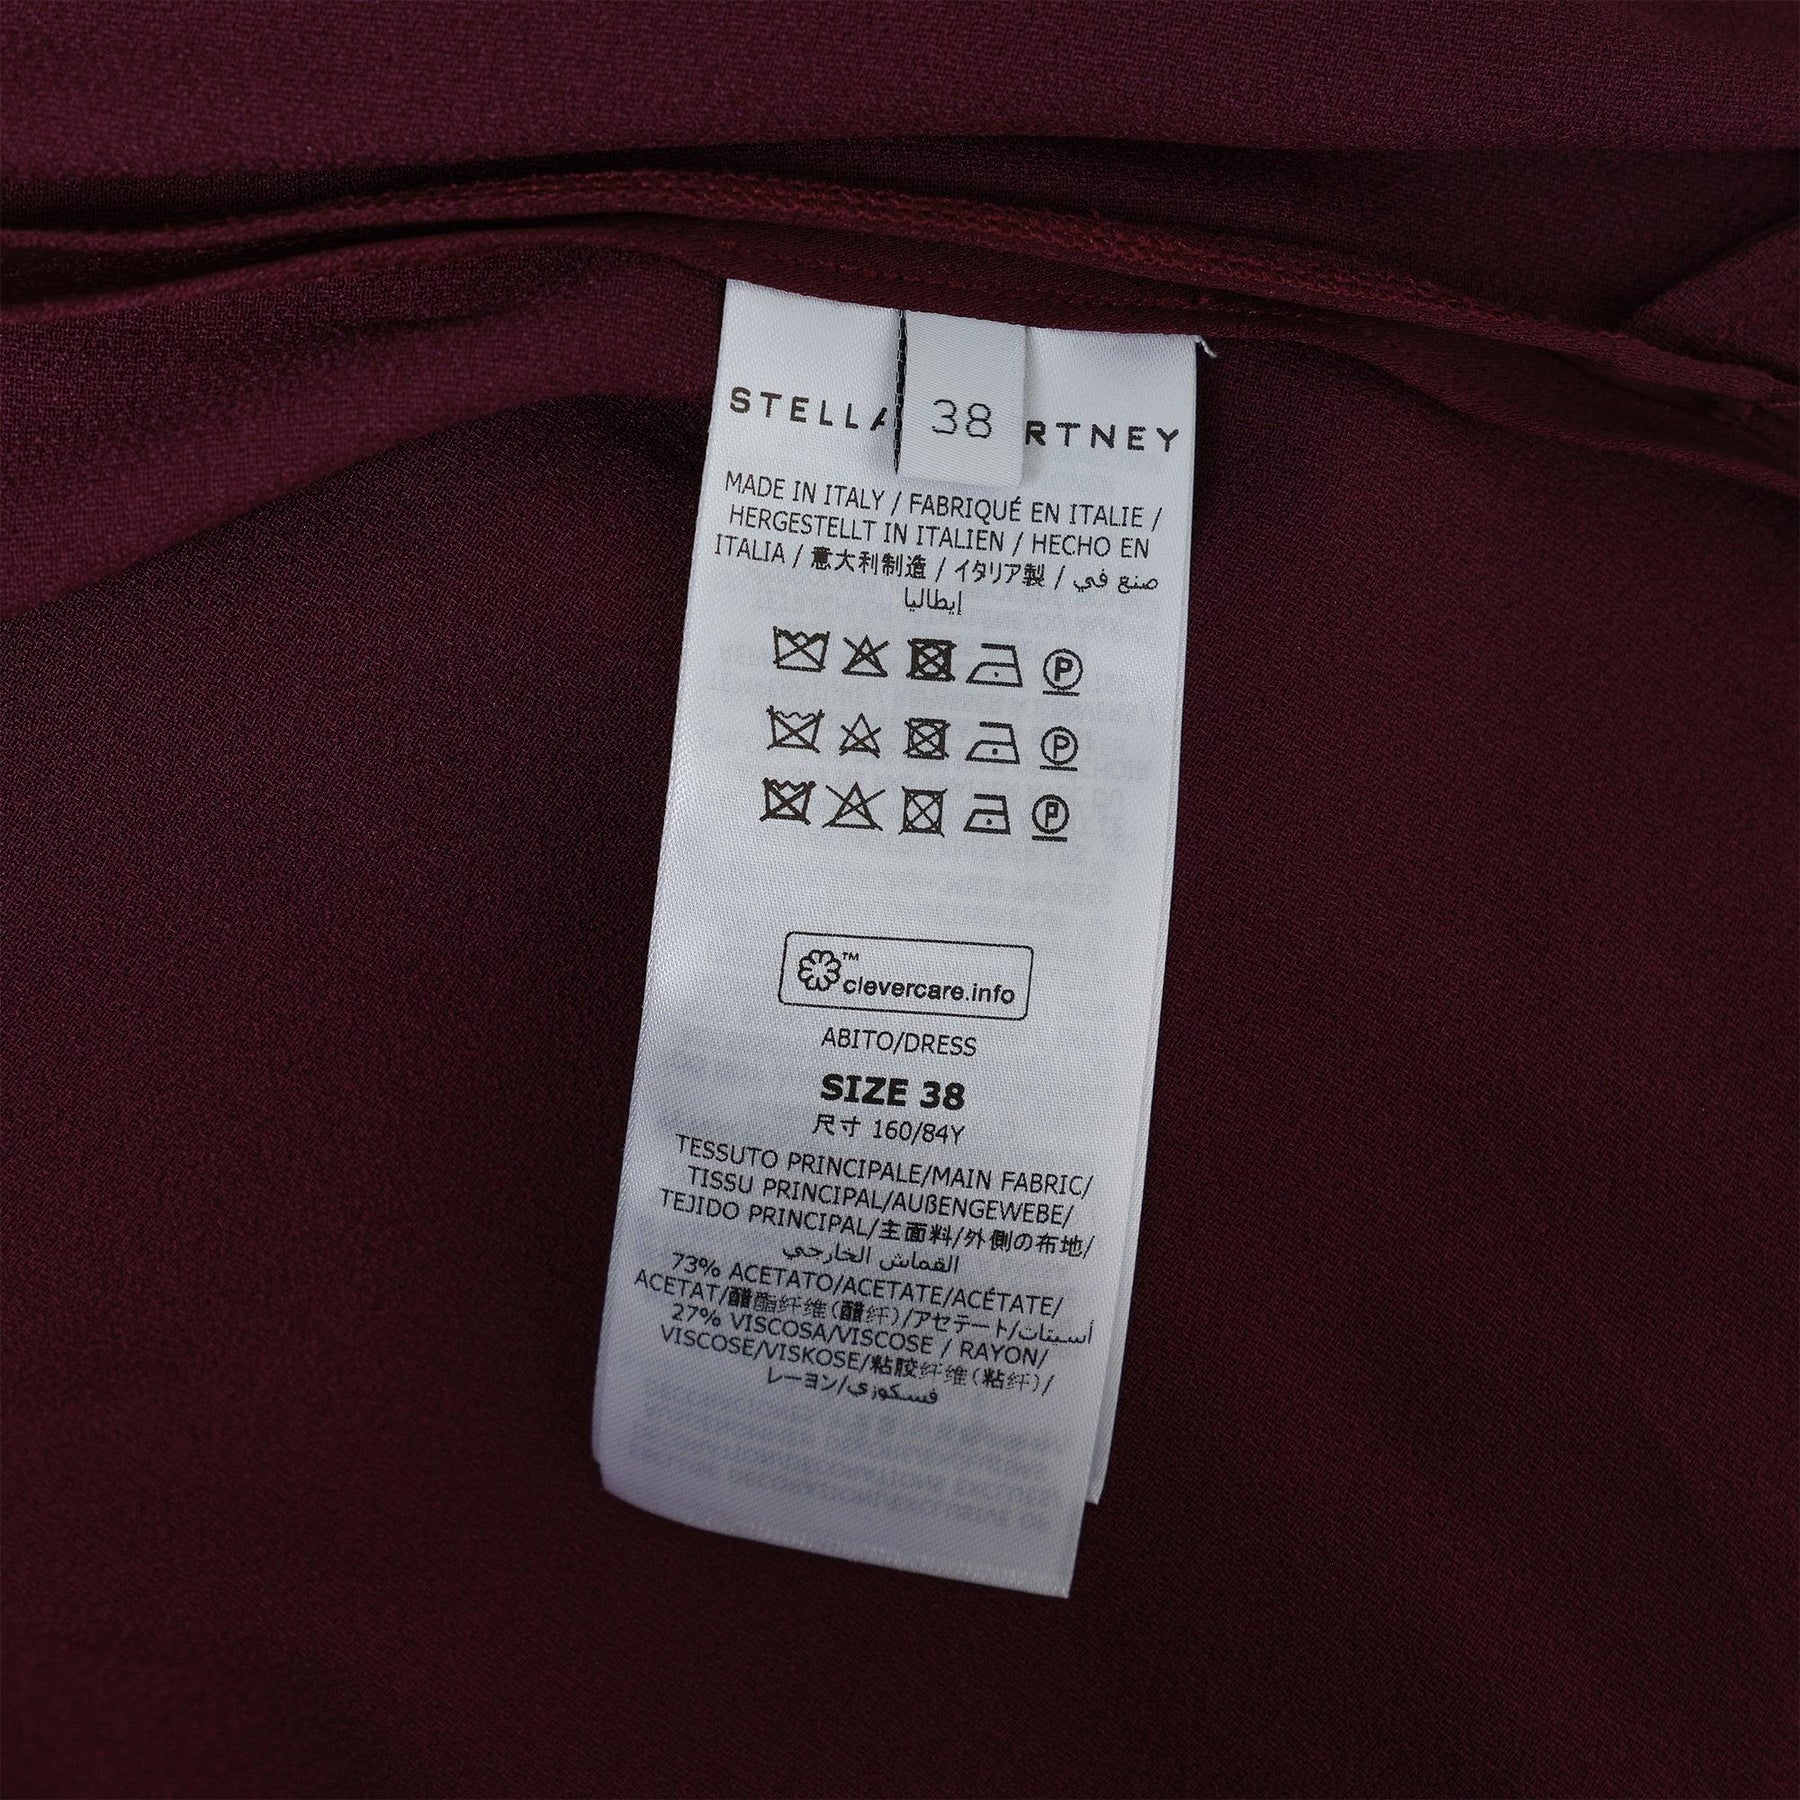 STELLA RTNEY
38
MADE IN ITALY / FABRIQUÉ EN ITALIE /
HERGESTELLT IN ITALIEN / HECHO EN
ITALIA / 意大利制造 / イタリア製 / صنع في
إيطاليا
P
P
P
™
clevercare.info
ABITO/DRESS
SIZE 38
尺寸 160/84Y
TESSUTO PRINCIPALE/MAIN FABRIC/
TISSU PRINCIPAL/AUßENGEWEBE/
TEJIDO PRINCIPAL/主面料/外側の布地/
القماش الخارجي
73% ACETATO/ACETATE/ACÉTATE/
ACETAT/醋酯纤维(醋纤)/アセテート/أسيتات
27% VISCOSA/VISCOSE / RAYON/
VISCOSE/VISKOSE/粘胶纤维(粘纤)/
レーヨン/فسكوزي